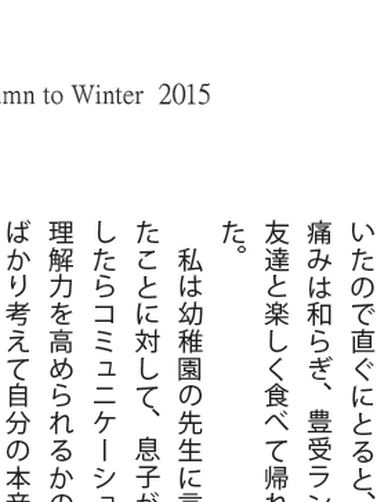 mn to Winter 2015
いたので直ぐにとると、
痛みは和らぎ、豊受ラン
友達と楽しく食べて帰れ
た。
私は幼稚園の先生に言
たことに対して、息子が
したらコミュニケーショ
理解力を高められるかの
ばかり考えて自分の本音